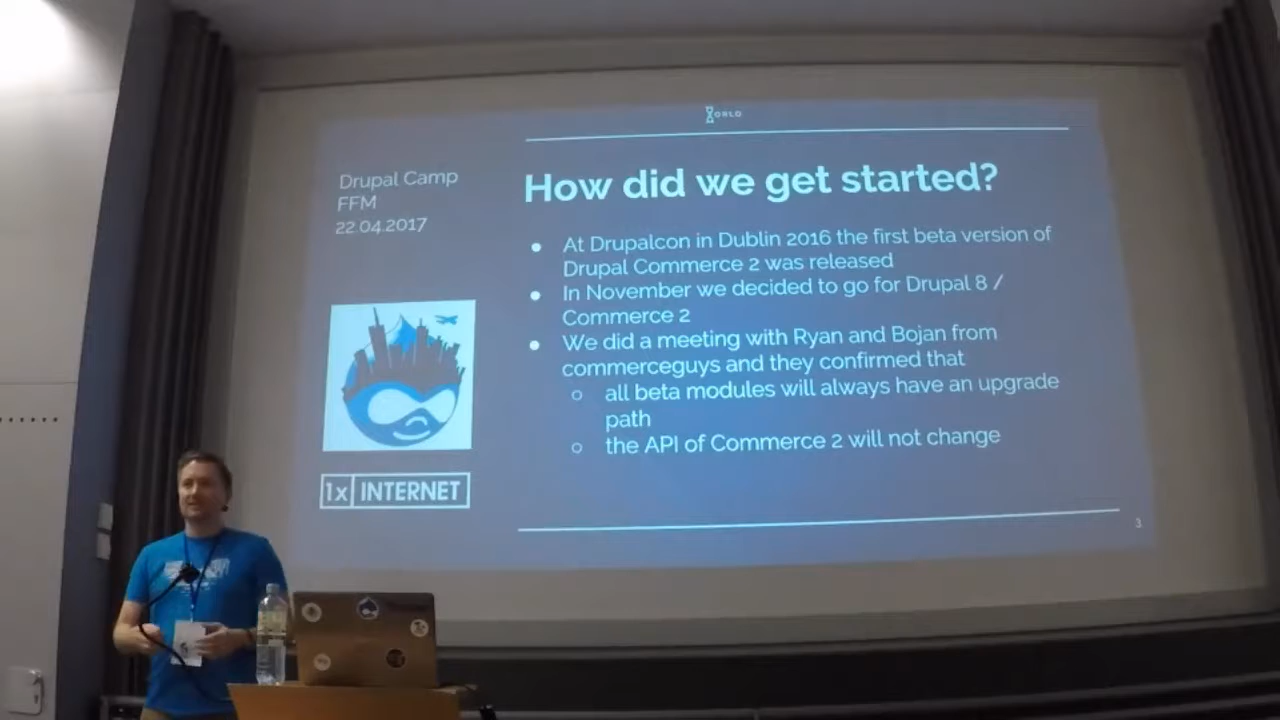 ORLO
Drupal Camp
FFM
22.04.2017
1x INTERNET
How did we get started?
● At Drupalcon in Dublin 2016 the first beta version of
Drupal Commerce 2 was released
● In November we decided to go for Drupal 8 /
Commerce 2
● We did a meeting with Ryan and Bojan from
commerceguys and they confirmed that
○ all beta modules will always have an upgrade
path
○ the API of Commerce 2 will not change
3